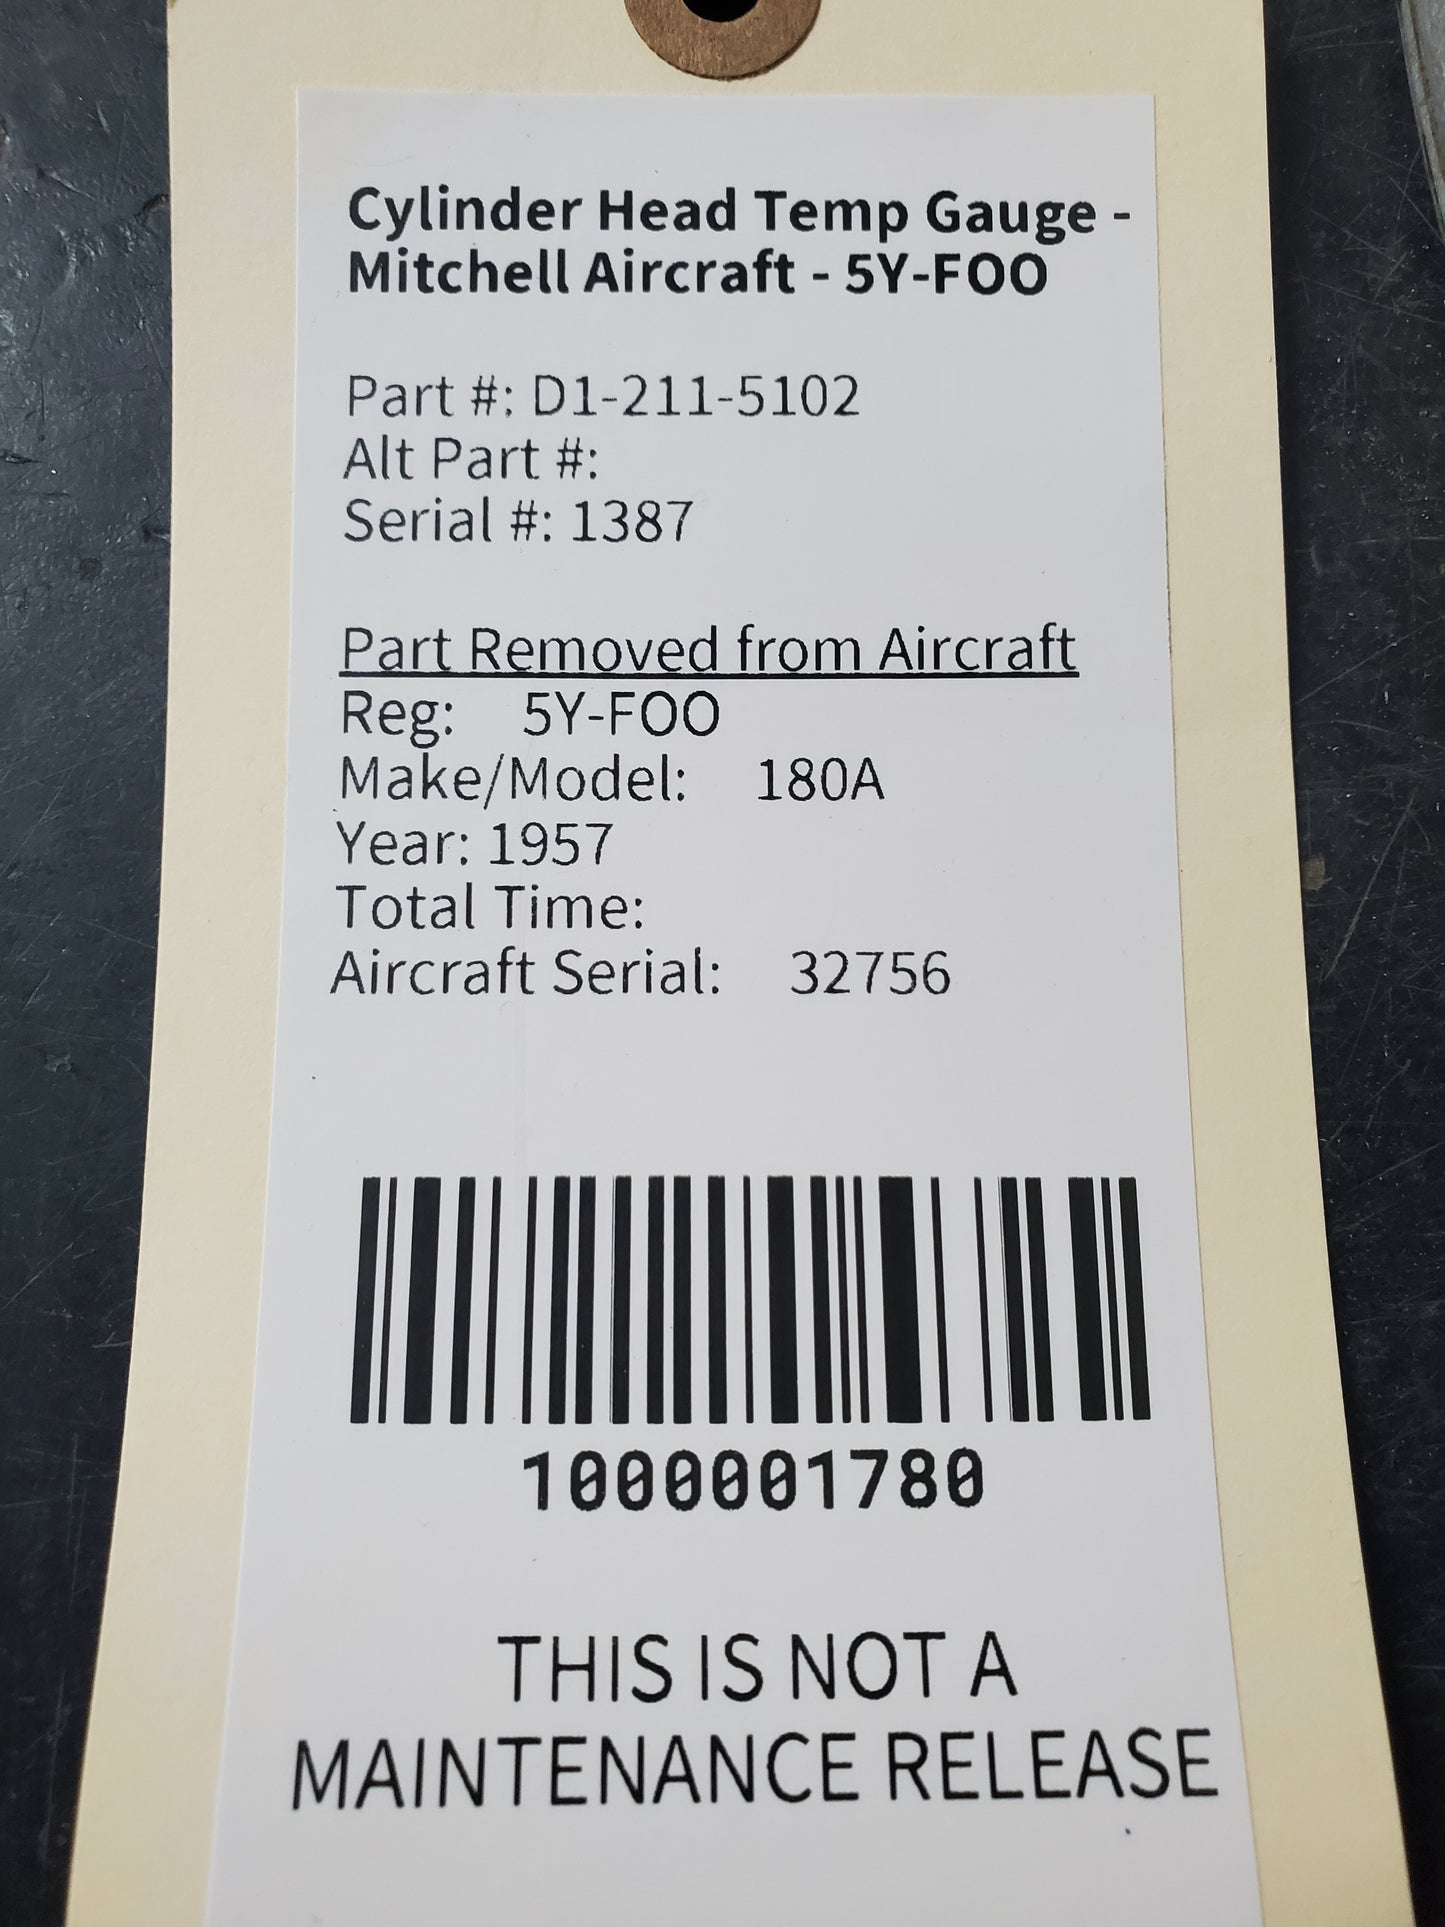 Cylinder Head Temp Gauge -
Mitchell Aircraft - 5Y-FOO
Part #: D1-211-5102
Alt Part #:
Serial #: 1387
Part Removed from Aircraft
Reg: 5Y-FOO
Make/Model: 180A
Year: 1957
Total Time:
Aircraft Serial: 32756
1000001780
THIS IS NOT A
MAINTENANCE RELEASE